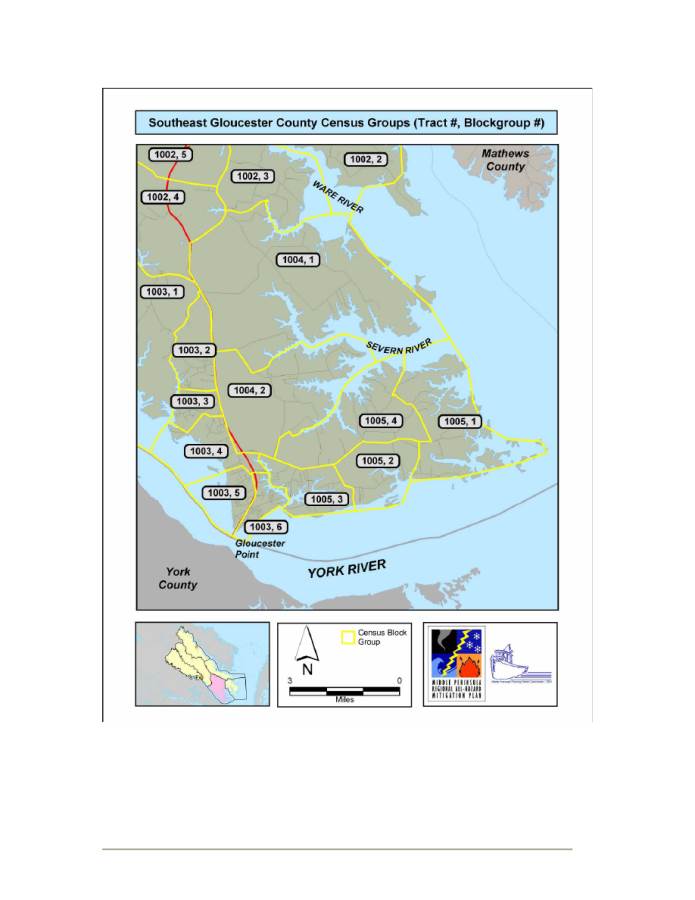 Southeast Gloucester County Census Groups (Tract #, Blockgroup #)
1002, 5
1002, 2
Mathews
County
1002, 3
1002, 4
WARE RIVER
1004, 1
1003, 1
SEVERN RIVER
1003, 2
1004, 2
1003, 3
1005, 4
1005, 1
1003, 4
1005, 2
1003, 5
1005, 3
1003, 6
Gloucester
Point
YORK RIVER
York
County
Census Block
Group
N
3
0
Miles
MIDDLE PENINSULA
REGIONAL ALL-HAZARD
MITIGATION PLAN